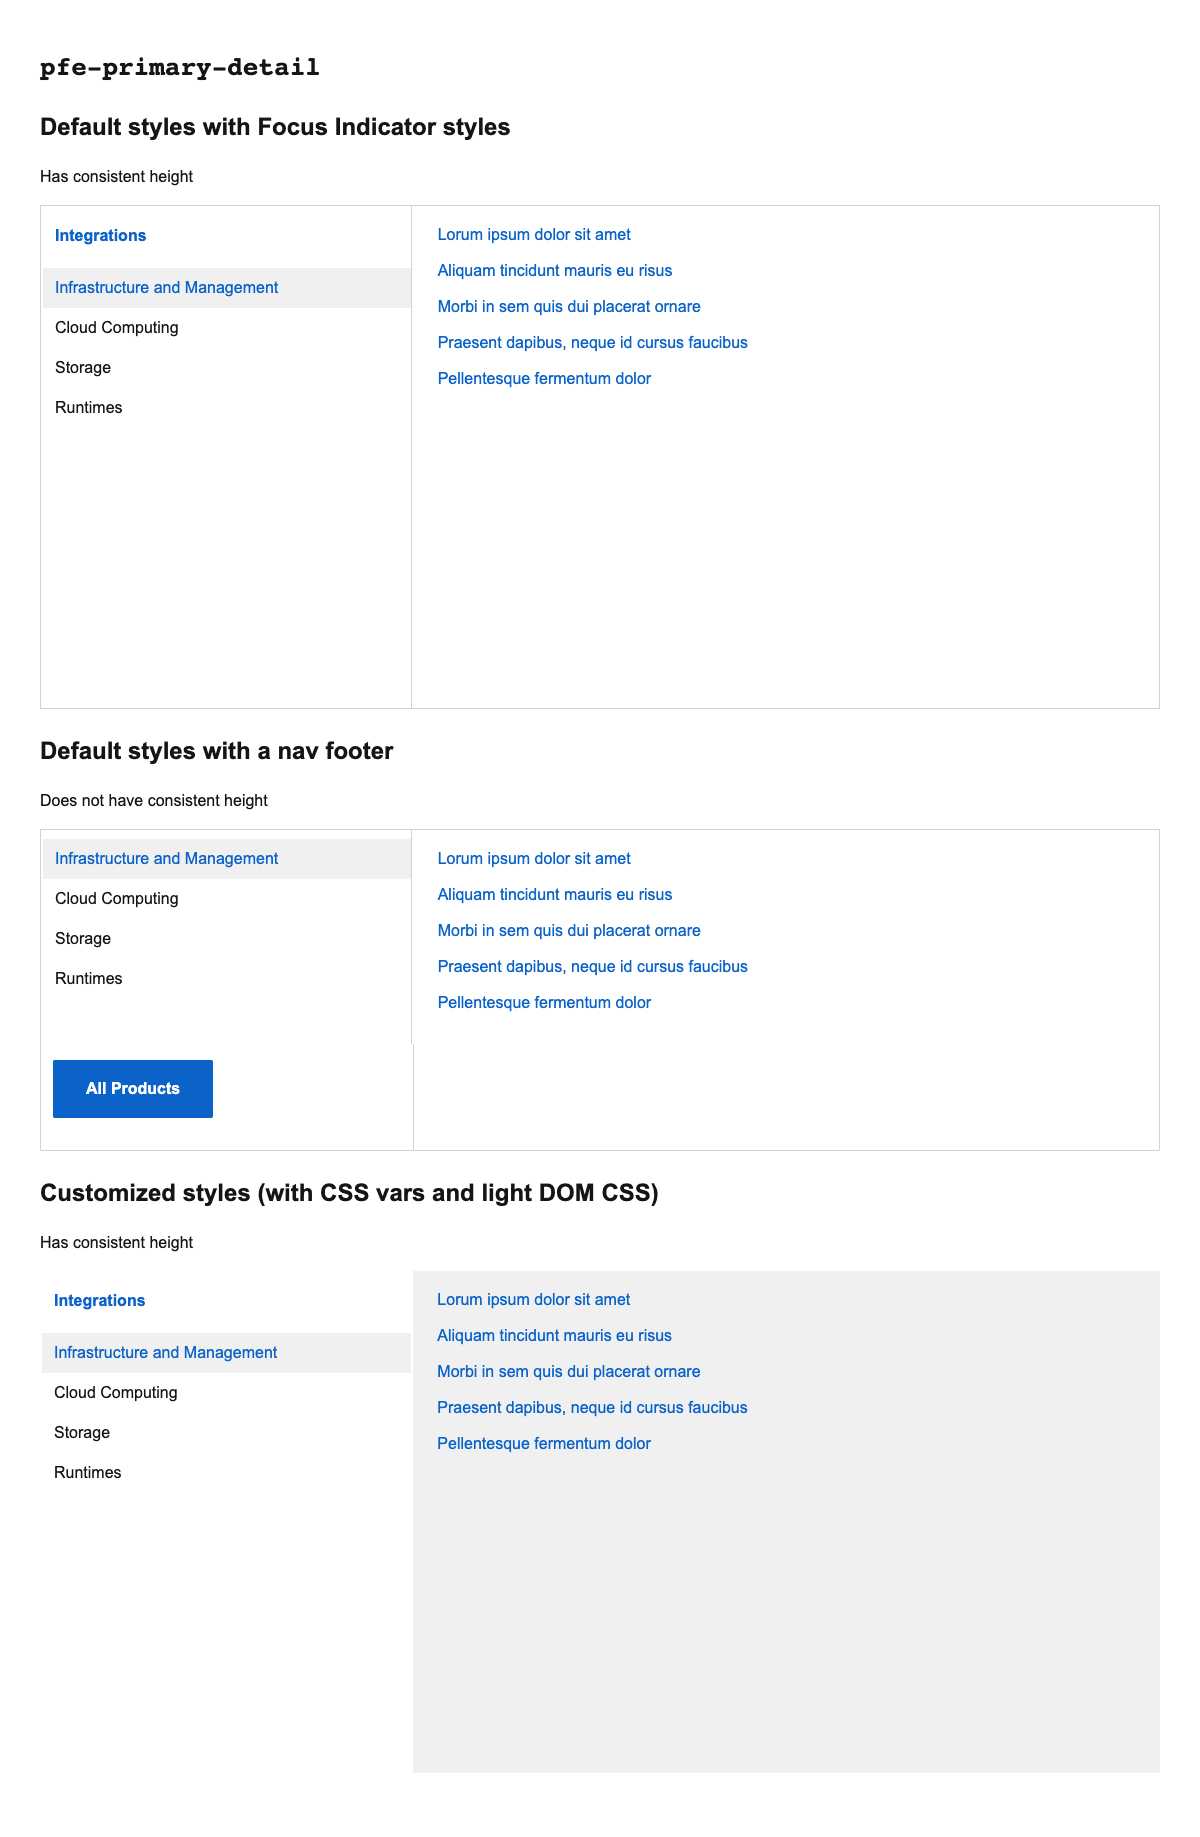 pfe-primary-detail
Default styles with Focus Indicator styles
Has consistent height
Integrations
Infrastructure and Management
Cloud Computing
Storage
Runtimes
Lorum ipsum dolor sit amet
Aliquam tincidunt mauris eu risus
Morbi in sem quis dui placerat ornare
Praesent dapibus, neque id cursus faucibus
Pellentesque fermentum dolor
Default styles with a nav footer
Does not have consistent height
Infrastructure and Management
Cloud Computing
Storage
Runtimes
All Products
Lorum ipsum dolor sit amet
Aliquam tincidunt mauris eu risus
Morbi in sem quis dui placerat ornare
Praesent dapibus, neque id cursus faucibus
Pellentesque fermentum dolor
Customized styles (with CSS vars and light DOM CSS)
Has consistent height
Integrations
Infrastructure and Management
Cloud Computing
Storage
Runtimes
Lorum ipsum dolor sit amet
Aliquam tincidunt mauris eu risus
Morbi in sem quis dui placerat ornare
Praesent dapibus, neque id cursus faucibus
Pellentesque fermentum dolor